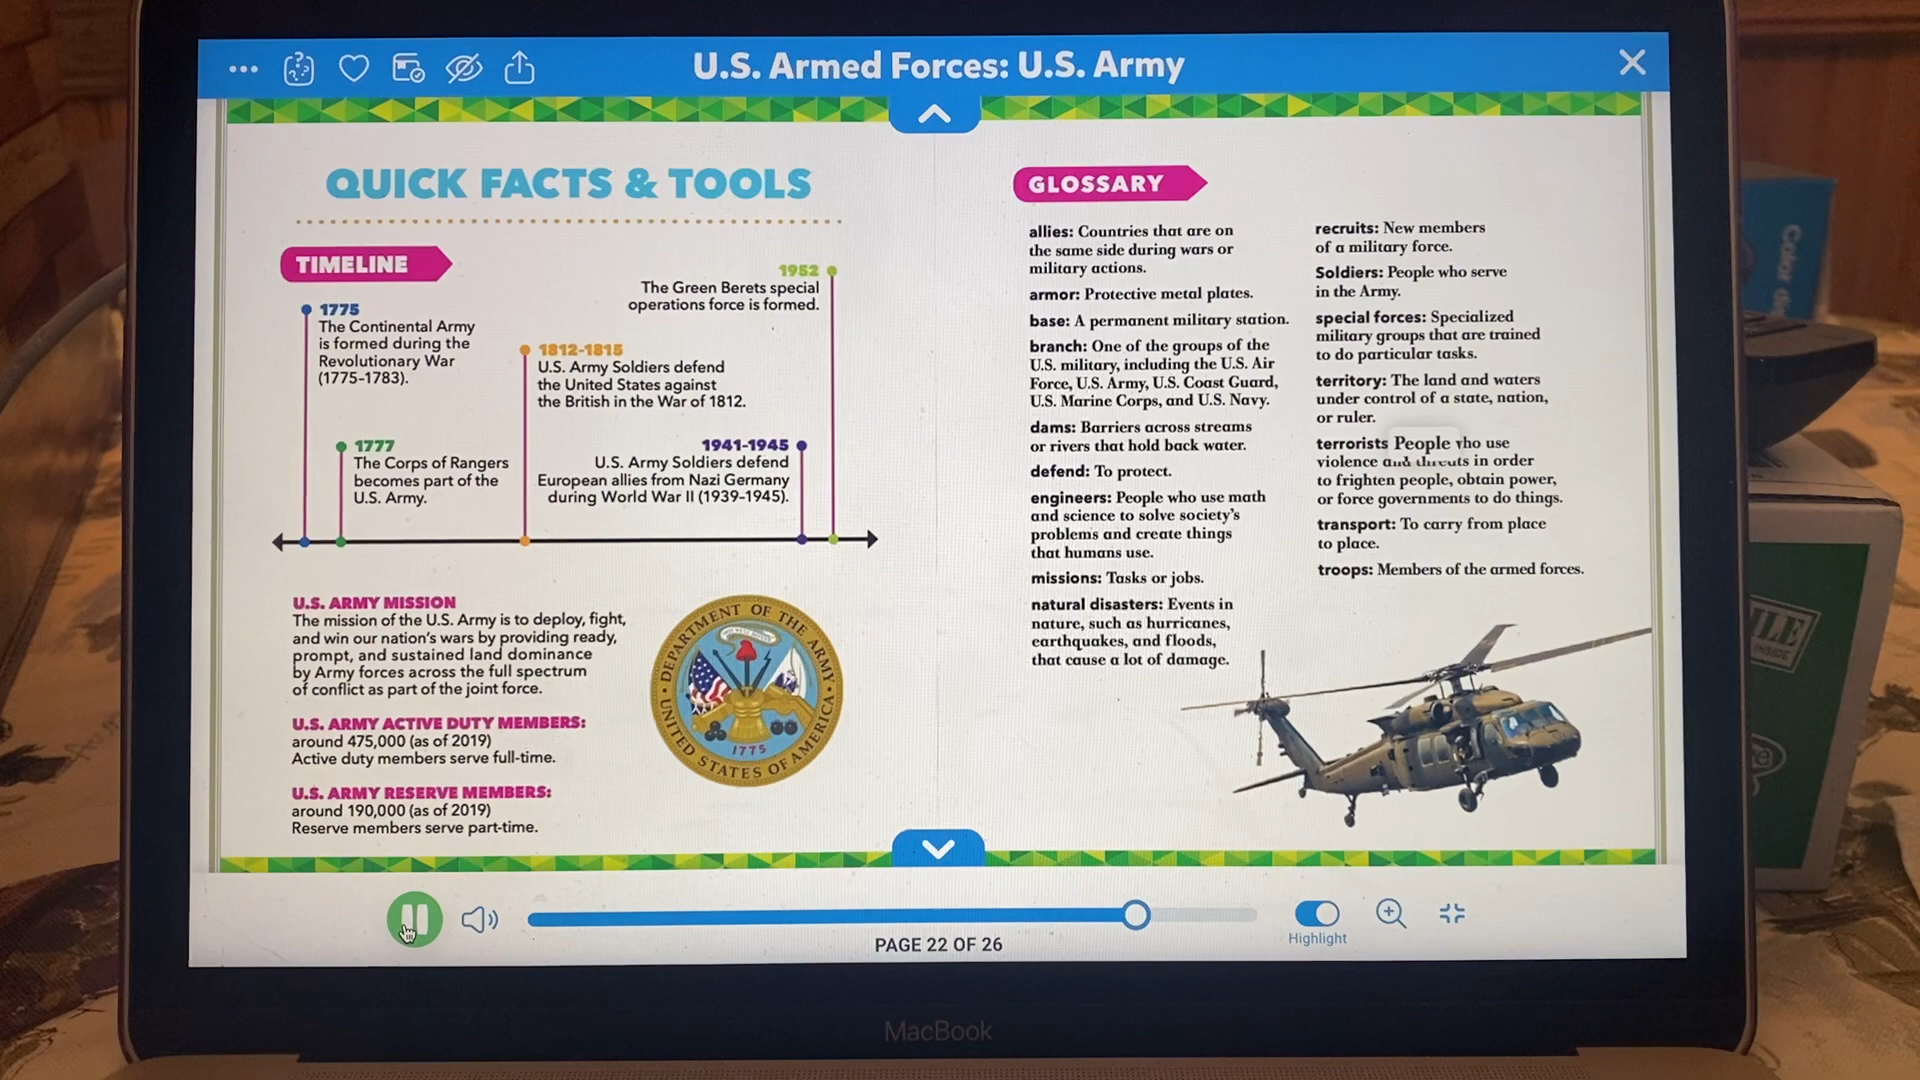 U.S. Armed Forces: U.S. Army
QUICK FACTS & TOOLS
TIMELINE
1775
The Continental Army
is formed during the
Revolutionary War
(1775-1783).
1777
The Corps of Rangers
becomes part of the
U.S. Army.
1812-1815
U.S. Army Soldiers defend
the United States against
the British in the War of 1812.
1941-1945
U.S. Army Soldiers defend
European allies from Nazi Germany
during World War II (1939-1945).
1952
The Green Berets special
operations force is formed.
U.S. ARMY MISSION
The mission of the U.S. Army is to deploy, fight,
and win our nation's wars by providing ready,
prompt, and sustained land dominance
by Army forces across the full spectrum
of conflict as part of the joint force.
U.S. ARMY ACTIVE DUTY MEMBERS:
around 475,000 (as of 2019)
Active duty members serve full-time.
U.S. ARMY RESERVE MEMBERS:
around 190,000 (as of 2019)
Reserve members serve part-time.
DEPARTMENT OF THE ARMY
UNITED STATES OF AMERICA
1775
GLOSSARY
allies: Countries that are on
the same side during wars or
military actions.
armor: Protective metal plates.
base: A permanent military station.
branch: One of the groups of the
U.S. military, including the U.S. Air
Force, U.S. Army, U.S. Coast Guard,
U.S. Marine Corps, and U.S. Navy.
dams: Barriers across streams
or rivers that hold back water.
defend: To protect.
engineers: People who use math
and science to solve society's
problems and create things
that humans use.
missions: Tasks or jobs.
natural disasters: Events in
nature, such as hurricanes,
earthquakes, and floods,
that cause a lot of damage.
recruits: New members
of a military force.
Soldiers: People who serve
in the Army.
special forces: Specialized
military groups that are trained
to do particular tasks.
territory: The land and waters
under control of a state, nation,
or ruler.
terrorists People who use
violence and threats in order
to frighten people, obtain power,
or force governments to do things.
transport: To carry from place
to place.
troops: Members of the armed forces.
Highlight
PAGE 22 OF 26
MacBook
Color
INSIDE